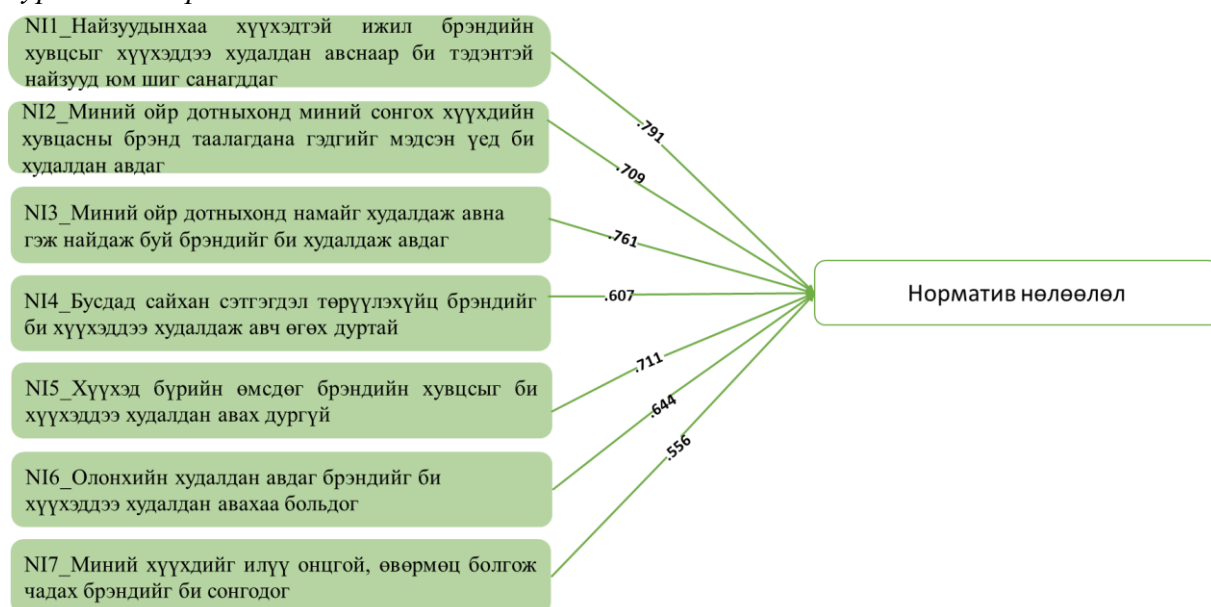 NI1_Найзуудынхаа хүүхэдтэй ижил брэндийн
хувцсыг хүүхэддээ худалдан авснаар би тэдэнтэй
найзууд юм шиг санагддаг
.791
NI2_Миний ойр дотныхонд миний сонгох хүүхдийн
хувцасны брэнд таалагдана гэдгийг мэдсэн үед би
худалдан авдаг
.709
NI3_Миний ойр дотныхонд намайг худалдаж авна
гэж найдаж буй брэндийг би худалдаж авдаг
.761
NI4_Бусдад сайхан сэтгэгдэл төрүүлэхүйц брэндийг
би хүүхэддээ худалдаж авч өгөх дуртай
.607
Норматив нөлөөлөл
NI5_Хүүхэд бүрийн өмсдөг брэндийн хувцсыг би
хүүхэддээ худалдан авах дургүй
.711
NI6_Олонхийн худалдан авдаг брэндийг би
хүүхэддээ худалдан авахаа больдог
.644
NI7_Миний хүүхдийг илүү онцгой, өвөрмөц болгож
чадах брэндийг би сонгодог
.556